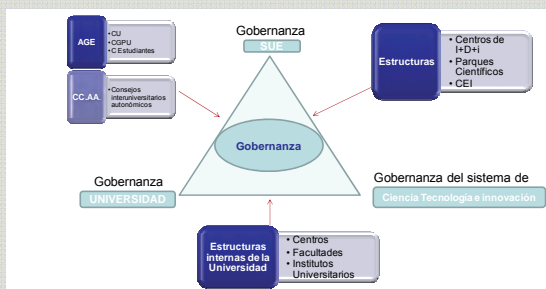 AGE
•CU
•CGPU
•C Estudiantes
CC.AA.
•Consejos
interuniversitarios
autonómicos
Gobernanza
SUE
Estructuras
• Centros de
I+D+i
• Parques
Científicos
• CEI
Gobernanza
Gobernanza
UNIVERSIDAD
Gobernanza del sistema de
Ciencia Tecnología e innovación
Estructuras
internas de la
Universidad
• Centros
• Facultades
• Institutos
Universitarios